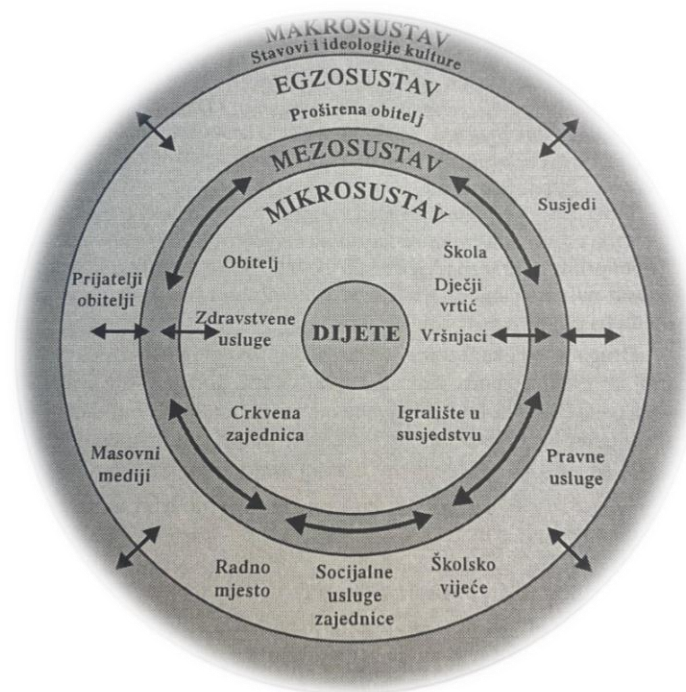 MAKROSUSTAV
Stavovi i ideologije kulture
EGZOSUSTAV
Proširena obitelj
MEZOSUSTAV
MIKROSUSTAV
Susjedi
Obitelj
Škola
Prijatelji
obitelji
Dječji
vrtić
Zdravstvene
usluge
DIJETE
Vršnjaci
Crkvena
zajednica
Igralište u
susjedstvu
Masovni
mediji
Pravne
usluge
Radno
mjesto
Socijalne
usluge
zajednice
Školsko
vijeće